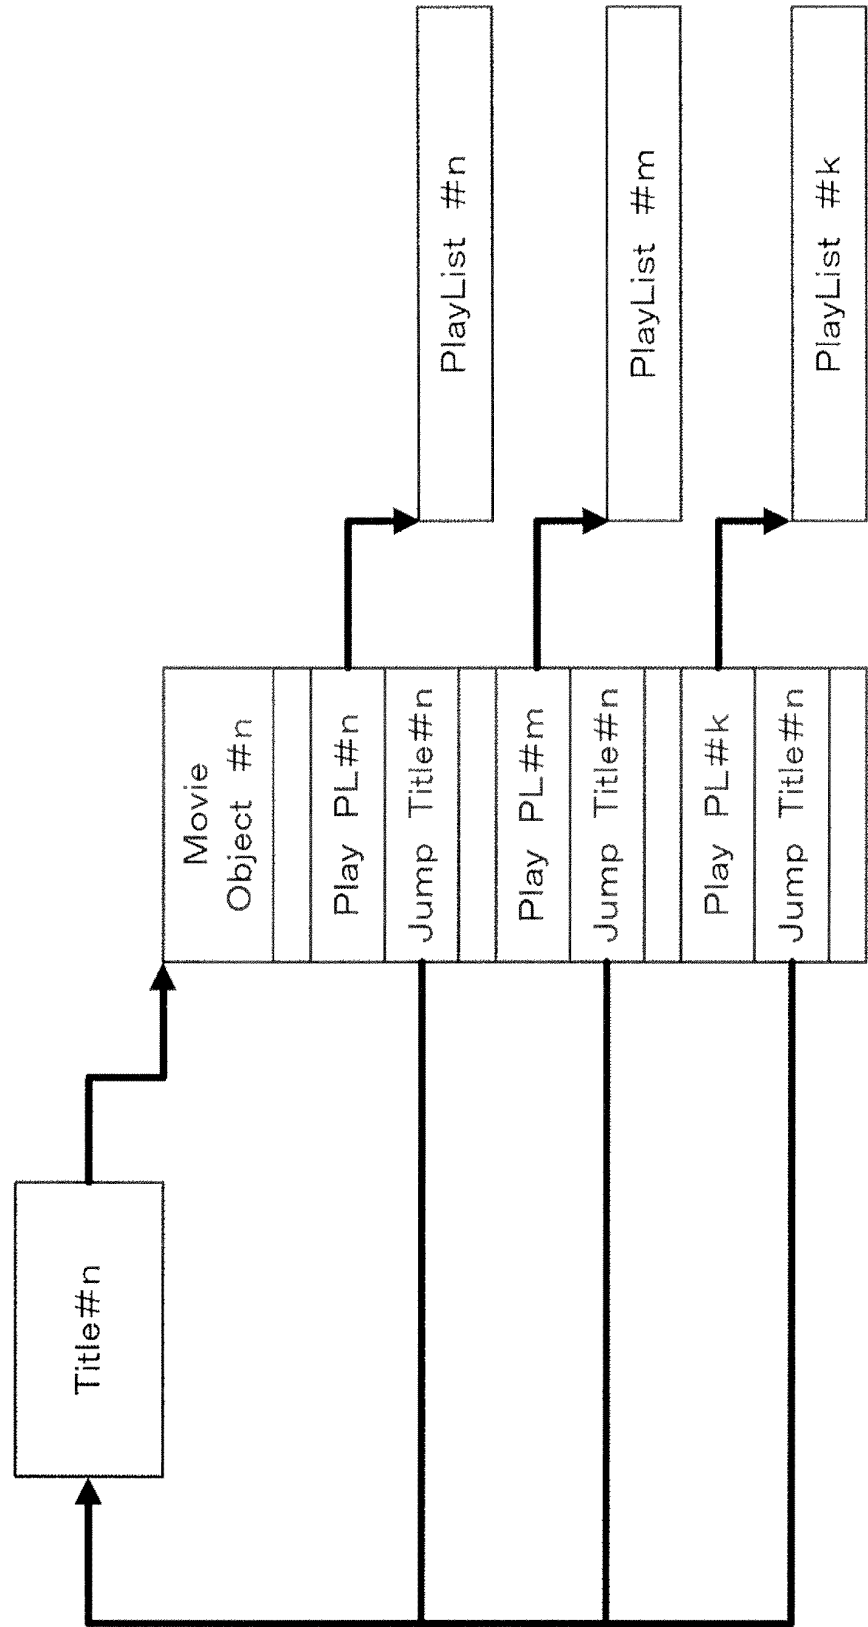 Title#n
Movie
Object #n
Play PL#n
Jump Title#n
Play PL#m
Jump Title#n
Play PL#k
Jump Title#n
PlayList #n
PlayList #m
PlayList #k